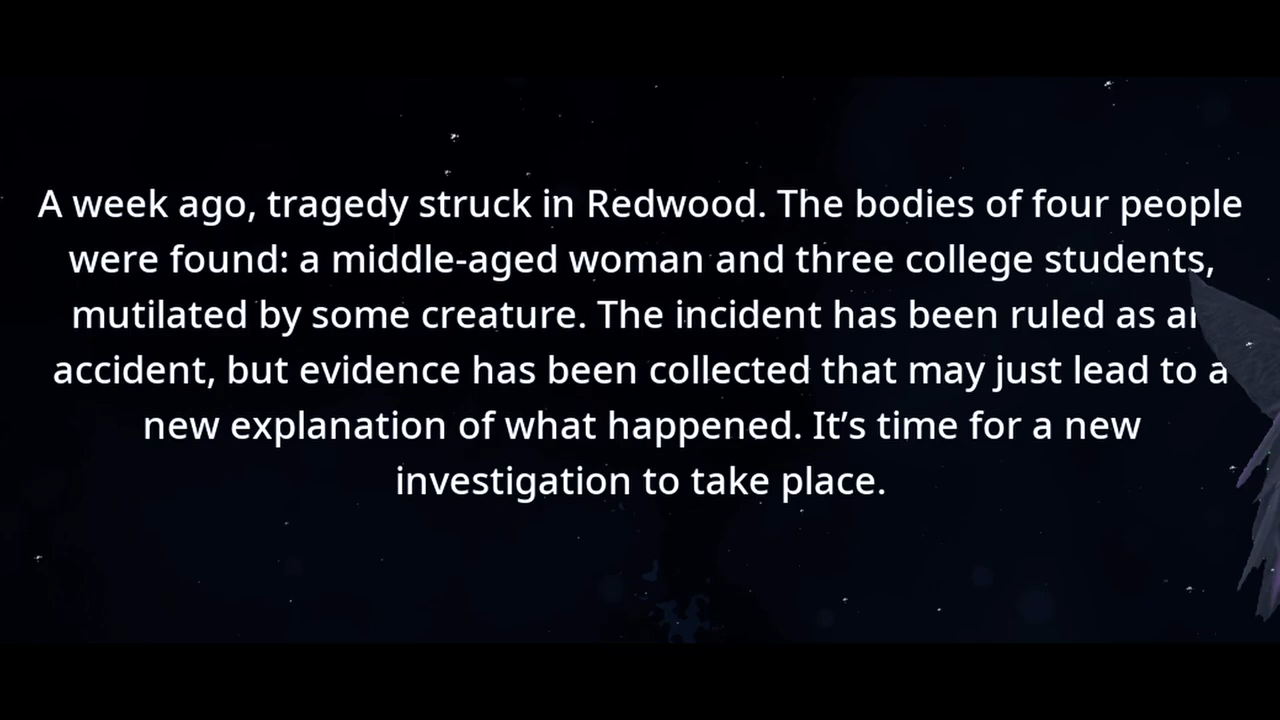 A week ago, tragedy struck in Redwood. The bodies of four people
were found: a middle-aged woman and three college students,
mutilated by some creature. The incident has been ruled as an
accident, but evidence has been collected that may just lead to a
new explanation of what happened. It’s time for a new
investigation to take place.